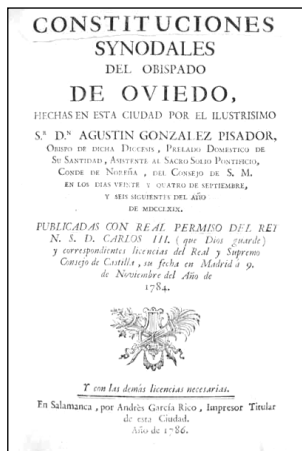 CONSTITUCIONES
SYNODALES
DEL OBISPADO
DE OVIEDO,
HECHAS EN ESTA CIUDAD POR EL ILUSTRISIMO
S.R D.N AGUSTIN GONZALEZ PISADOR,
OBISPO DE DICHA DIOCESIS, PRELADO DOMESTICO DE
SU SANTIDAD, ASISTENTE AL SACRO SOLIO PONTIFICIO,
CONDE DE NOREÑA, DEL CONSEJO DE S. M.
EN LOS DIAS VEINTE Y QUATRO DE SEPTIEMBRE,
Y SEIS SIGUIENTES DEL AÑO
DE MDCCLXIX.
PUBLICADAS CON REAL PERMISO DEL REI
N. S. D. CARLOS III. (que Dios guarde)
y correspondientes licencias del Real y Supremo
Consejo de Castilla, su fecha en Madrid á 9.
de Noviembre del Año de
1784.
Y con las demás licencias necesarias.
En Salamanca, por Andrés García Rico, Impresor Titular
de esta Ciudad.
Año de 1786.